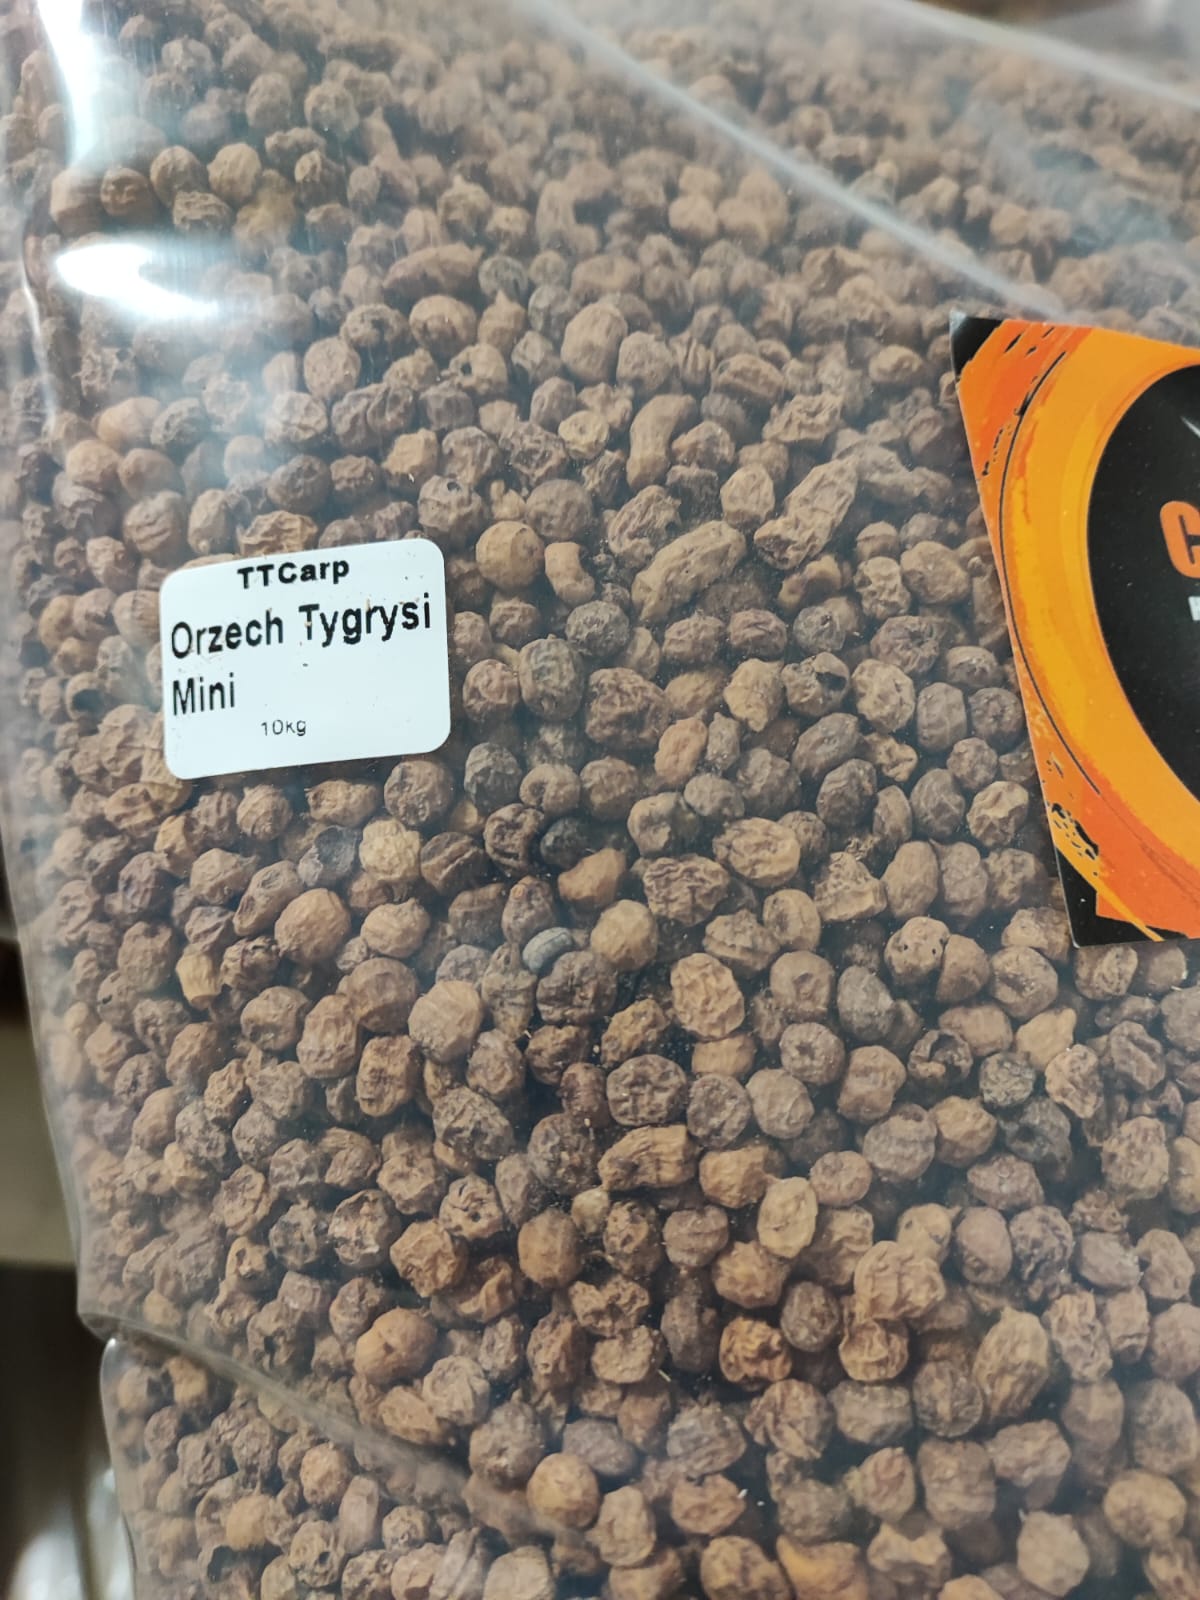 TTCarp
Orzech Tygrysi
Mini
10kg